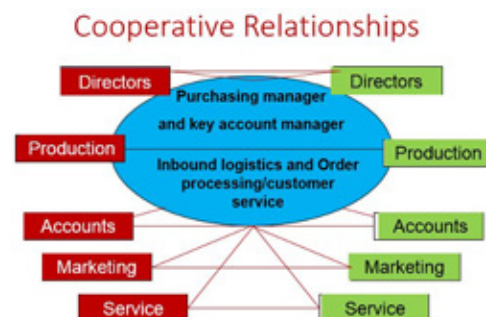 Cooperative Relationships
Directors
Directors
Purchasing manager
and key account manager
Production
Production
Inbound logistics and Order
processing/customer
service
Accounts
Accounts
Marketing
Marketing
Service
Service